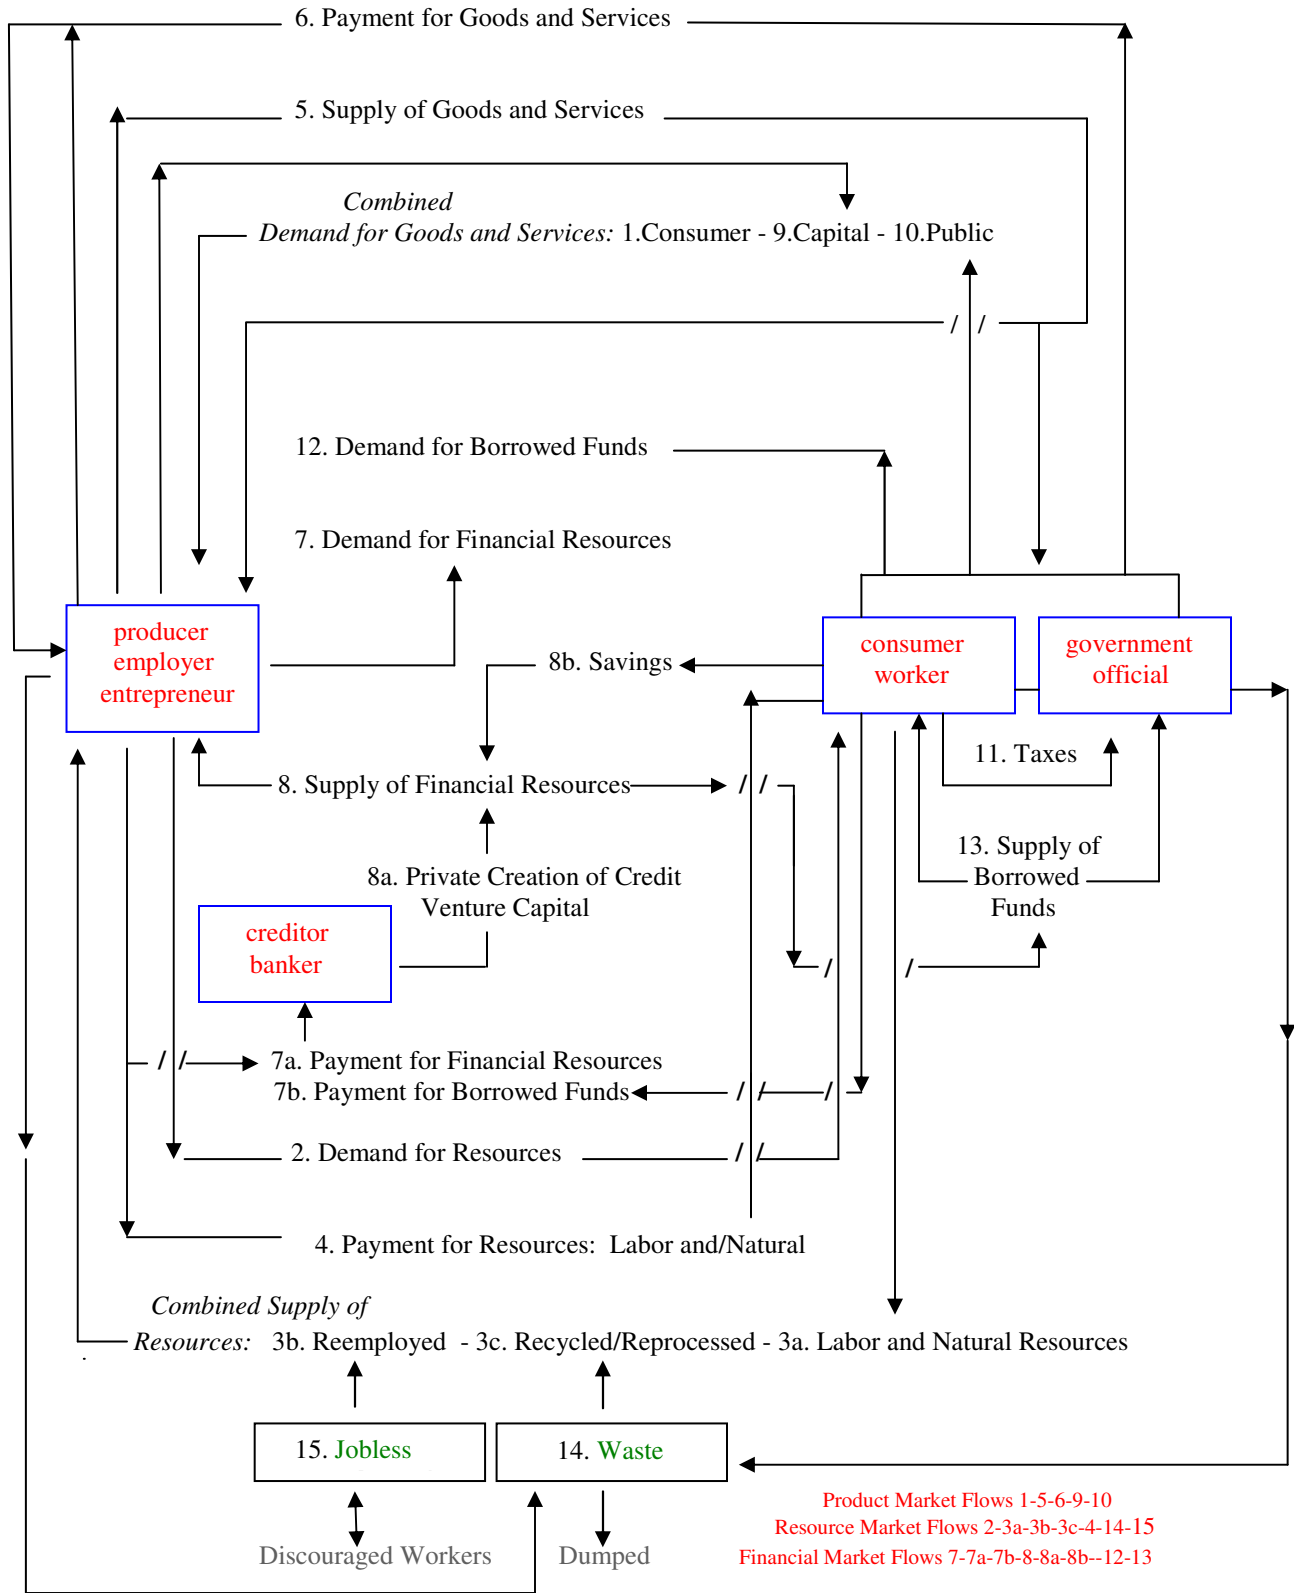 6. Payment for Goods and Services
5. Supply of Goods and Services
Combined
Demand for Goods and Services: 1.Consumer - 9.Capital - 10.Public
/ /
12. Demand for Borrowed Funds
7. Demand for Financial Resources
producer
employer
entrepreneur
8b. Savings
consumer
worker
government
official
11. Taxes
8. Supply of Financial Resources
/ /
13. Supply of
Borrowed
Funds
8a. Private Creation of Credit
Venture Capital
creditor
banker
/ /
/ /
7a. Payment for Financial Resources
7b. Payment for Borrowed Funds
/ / /
2. Demand for Resources
/ /
4. Payment for Resources: Labor and/Natural
Combined Supply of
Resources: 3b. Reemployed - 3c. Recycled/Reprocessed - 3a. Labor and Natural Resources
.
15. Jobless
14. Waste
Discouraged Workers
Dumped
Product Market Flows 1-5-6-9-10
Resource Market Flows 2-3a-3b-3c-4-14-15
Financial Market Flows 7-7a-7b-8-8a-8b--12-13